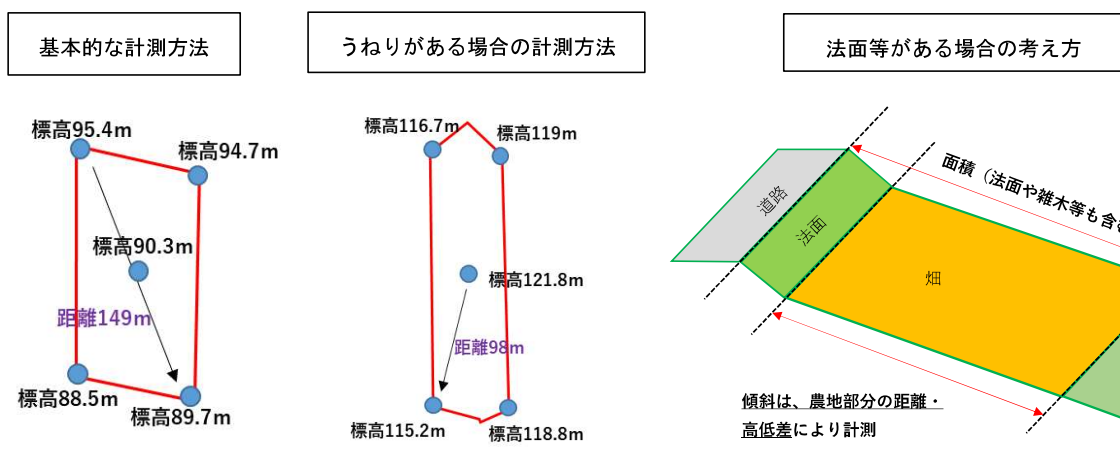 基本的な計測方法
標高95.4m
標高94.7m
標高90.3m
距離149m
標高88.5m
標高89.7m
うねりがある場合の計測方法
標高116.7m
標高119m
標高121.8m
距離98m
標高115.2m
標高118.8m
法面等がある場合の考え方
面積（法面や雑木等も含
道路
法面
畑
傾斜は、農地部分の距離・
高低差により計測